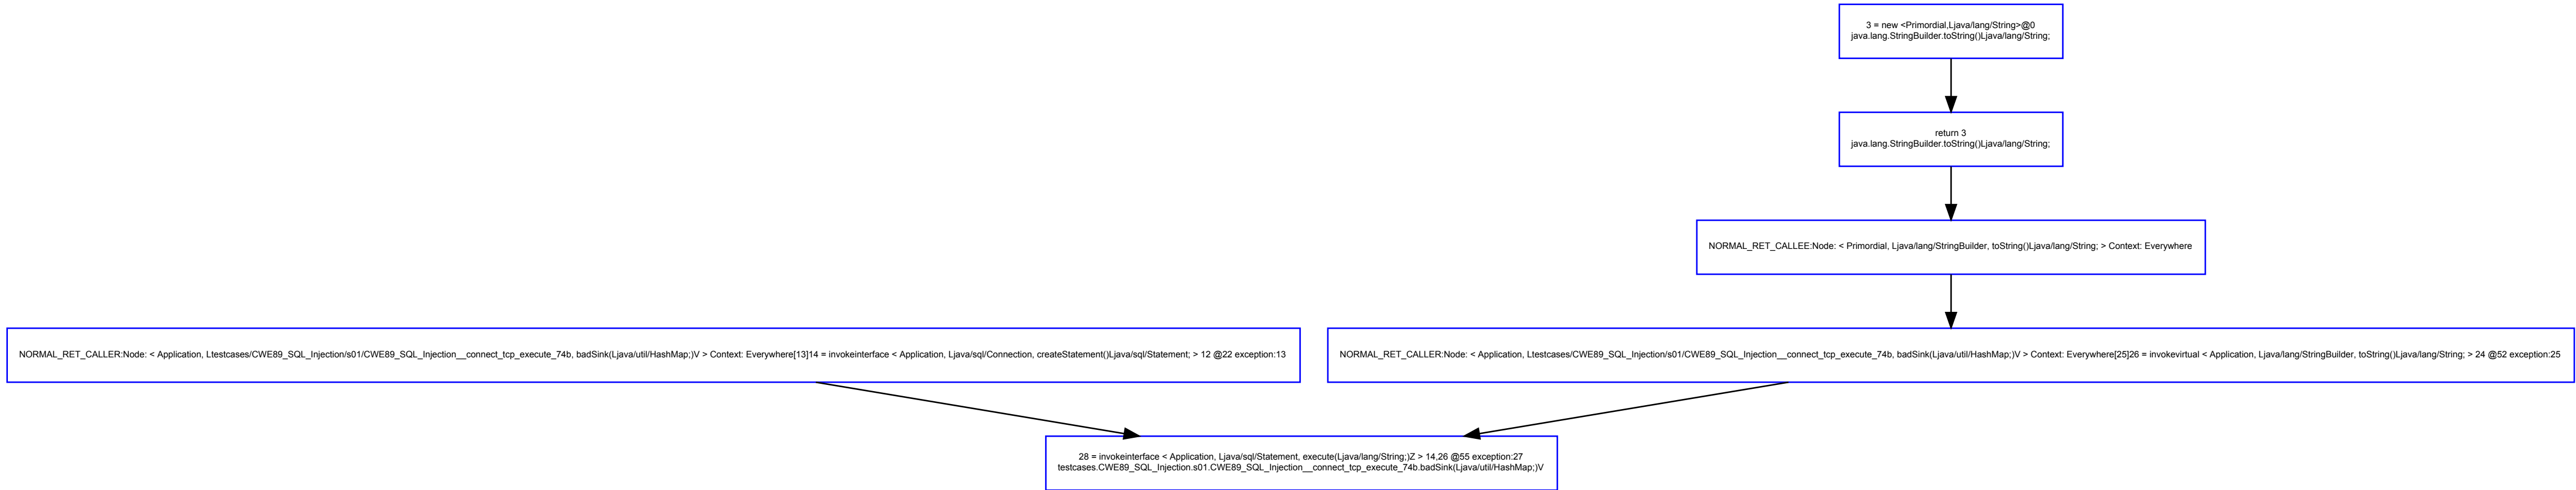 3 = new <Primordial,Ljava/lang/String>@0
java.lang.StringBuilder.toString()Ljava/lang/String;
return 3
java.lang.StringBuilder.toString()Ljava/lang/String;
NORMAL_RET_CALLEE:Node: < Primordial, Ljava/lang/StringBuilder, toString()Ljava/lang/String; > Context: Everywhere
NORMAL_RET_CALLER:Node: < Application, Ltestcases/CWE89_SQL_Injection/s01/CWE89_SQL_Injection__connect_tcp_execute_74b, badSink(Ljava/util/HashMap;)V > Context: Everywhere[13]14 = invokeinterface < Application, Ljava/sql/Connection, createStatement()Ljava/sql/Statement; > 12 @22 exception:13
NORMAL_RET_CALLER:Node: < Application, Ltestcases/CWE89_SQL_Injection/s01/CWE89_SQL_Injection__connect_tcp_execute_74b, badSink(Ljava/util/HashMap;)V > Context: Everywhere[25]26 = invokevirtual < Application, Ljava/lang/StringBuilder, toString()Ljava/lang/String; > 24 @52 exception:25
28 = invokeinterface < Application, Ljava/sql/Statement, execute(Ljava/lang/String;)Z > 14,26 @55 exception:27
testcases.CWE89_SQL_Injection.s01.CWE89_SQL_Injection__connect_tcp_execute_74b.badSink(Ljava/util/HashMap;)V